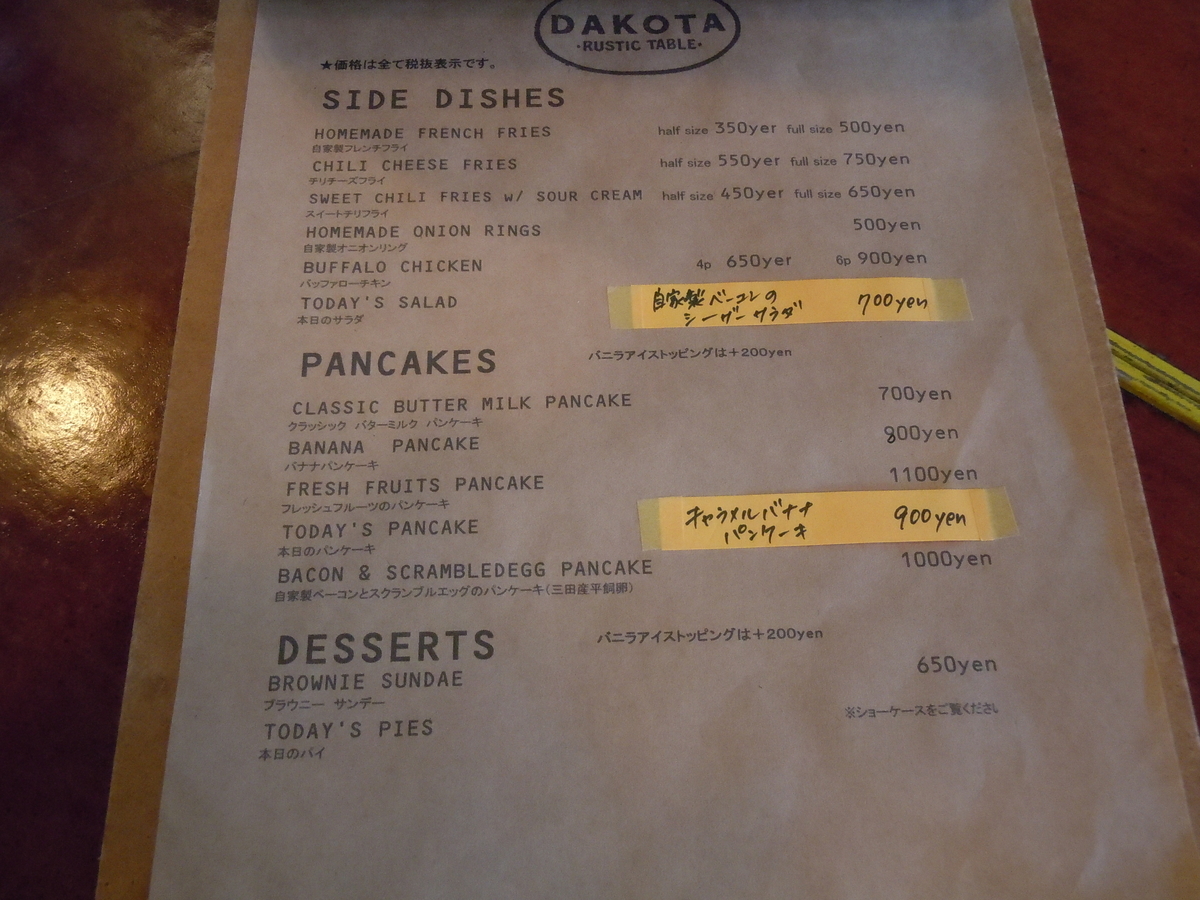 DAKOTA
・RUSTIC TABLE・
★価格は全て税抜表示です。
SIDE DISHES
HOMEMADE FRENCH FRIES half size 350yer full size 500yen
自家製フレンチフライ
CHILI CHEESE FRIES half size 550yer full size 750yen
チリチーズフライ
SWEET CHILI FRIES w/ SOUR CREAM half size 450yer full size 650yen
スイートチリフライ
HOMEMADE ONION RINGS 500yen
自家製オニオンリング
BUFFALO CHICKEN 4p 650yer 6p 900yen
バッファローチキン
TODAY'S SALAD 自家製ベーコンの 700yen
本日のサラダ シーザーサラダ
PANCAKES バニラアイストッピングは+200yen
CLASSIC BUTTER MILK PANCAKE 700yen
クラッシック バターミルク パンケーキ
BANANA PANCAKE 800yen
バナナパンケーキ
FRESH FRUITS PANCAKE 1100yen
フレッシュフルーツのパンケーキ
TODAY'S PANCAKE キャラメルバナナ 900yen
本日のパンケーキ パンケーキ
BACON & SCRAMBLEDEGG PANCAKE 1000yen
自家製ベーコンとスクランブルエッグのパンケーキ(三田産平飼卵)
DESSERTS バニラアイストッピングは+200yen
BROWNIE SUNDAE 650yen
ブラウニー サンデー
TODAY'S PIES ※ショーケースをご覧ください
本日のパイ